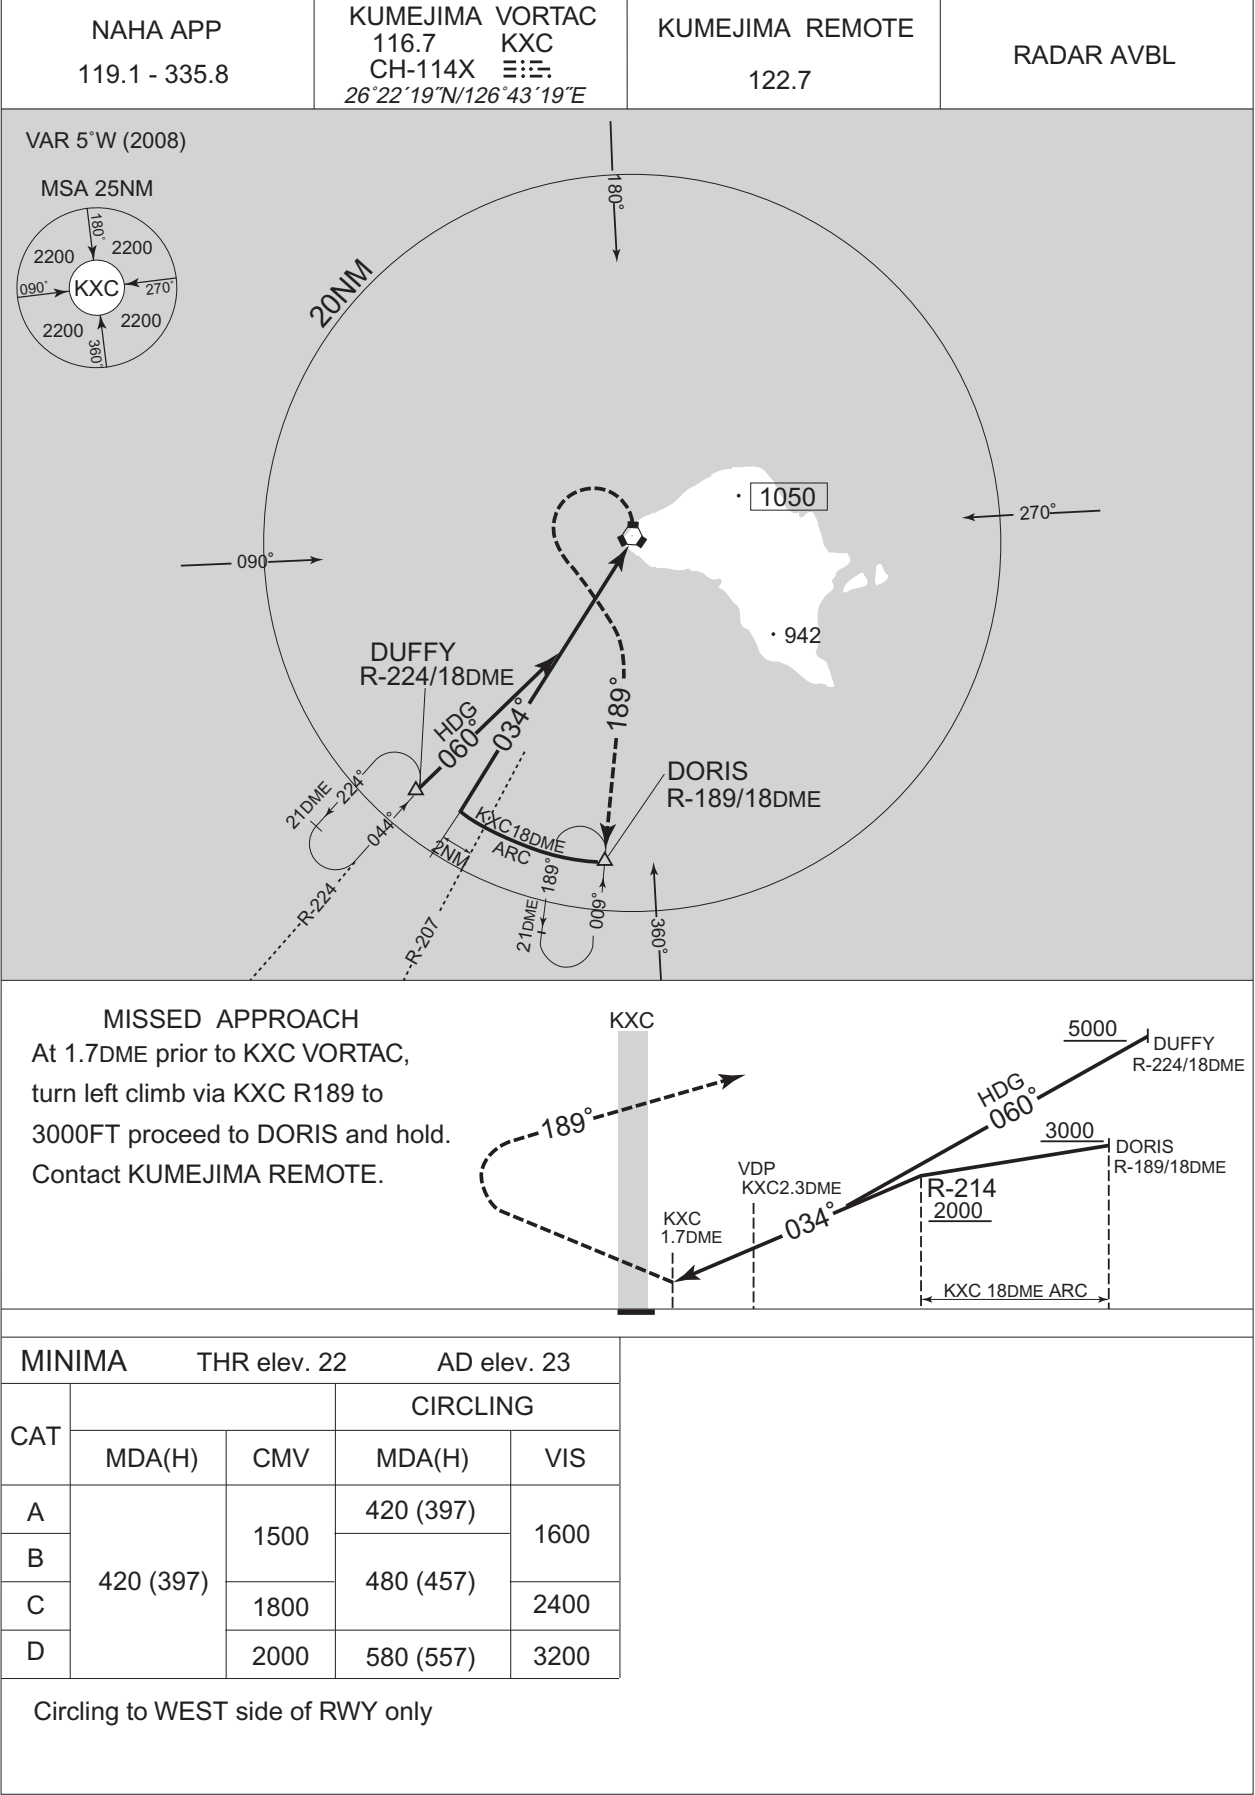 NAHA APP
119.1 - 335.8
KUMEJIMA VORTAC
116.7 KXC
CH-114X
26˚22´19˝N/126˚43´19˝E
KUMEJIMA REMOTE
122.7
RADAR AVBL
VAR 5˚W (2008)
MSA 25NM
180˚
2200
2200
090˚
KXC
270˚
2200
2200
360˚
180˚
20NM
1050
270˚
090˚
942
DUFFY
R-224/18DME
HDG
060˚
034˚
189˚
DORIS
R-189/18DME
21DME
224˚
044˚
KXC18DME
ARC
2NM
189˚
009˚
21DME
R-224
R-207
360˚
MISSED APPROACH
At 1.7DME prior to KXC VORTAC,
turn left climb via KXC R189 to
3000FT proceed to DORIS and hold.
Contact KUMEJIMA REMOTE.
KXC
5000
DUFFY
R-224/18DME
HDG
060˚
189˚
3000
DORIS
R-189/18DME
VDP
KXC2.3DME
R-214
2000
KXC
1.7DME
034˚
KXC 18DME ARC
MINIMA THR elev. 22 AD elev. 23
CAT
CIRCLING
MDA(H) CMV MDA(H) VIS
A
420 (397)
1500
1600
B
420 (397)
480 (457)
C
1800
2400
D
2000
580 (557)
3200
Circling to WEST side of RWY only